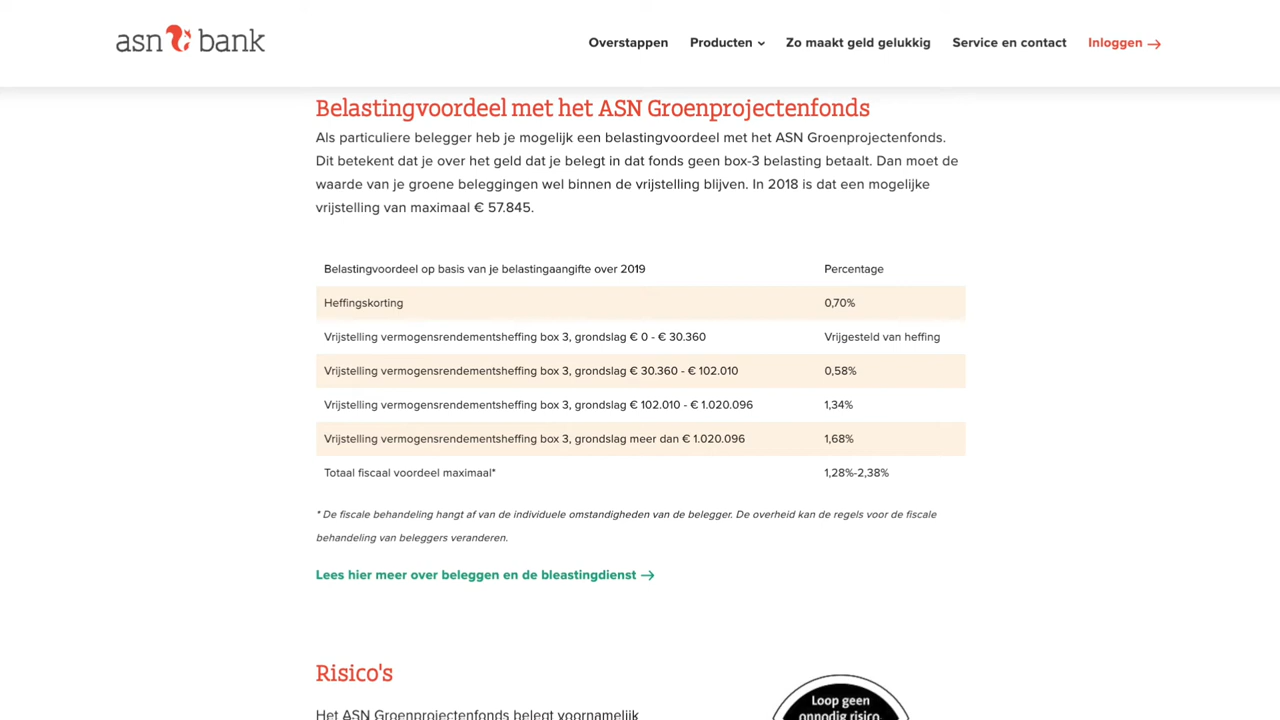 asn bank
Overstappen
Producten
Zo maakt geld gelukkig
Service en contact
Inloggen →
Belastingvoordeel met het ASN Groenprojectenfonds
Als particuliere belegger heb je mogelijk een belastingvoordeel met het ASN Groenprojectenfonds.
Dit betekent dat je over het geld dat je belegt in dat fonds geen box-3 belasting betaalt. Dan moet de
waarde van je groene beleggingen wel binnen de vrijstelling blijven. In 2018 is dat een mogelijke
vrijstelling van maximaal € 57.845.
Belastingvoordeel op basis van je belastingaangifte over 2019 Percentage
Heffingskorting 0,70%
Vrijstelling vermogensrendementsheffing box 3, grondslag € 0 - € 30.360 Vrijgesteld van heffing
Vrijstelling vermogensrendementsheffing box 3, grondslag € 30.360 - € 102.010 0,58%
Vrijstelling vermogensrendementsheffing box 3, grondslag € 102.010 - € 1.020.096 1,34%
Vrijstelling vermogensrendementsheffing box 3, grondslag meer dan € 1.020.096 1,68%
Totaal fiscaal voordeel maximaal* 1,28%-2,38%
* De fiscale behandeling hangt af van de individuele omstandigheden van de belegger. De overheid kan de regels voor de fiscale
behandeling van beleggers veranderen.
Lees hier meer over beleggen en de bleastingdienst →
Risico's
Het ASN Groenprojectenfonds belegt voornamelijk
Loop geen
onnodig risico.